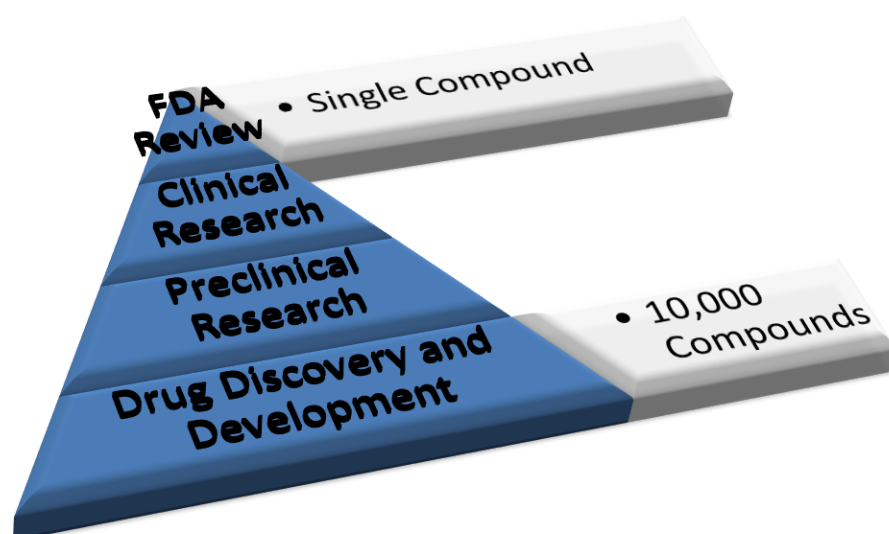 FDA
Review
• Single Compound
Clinical
Research
Preclinical
Research
• 10,000
Compounds
Drug Discovery and
Development